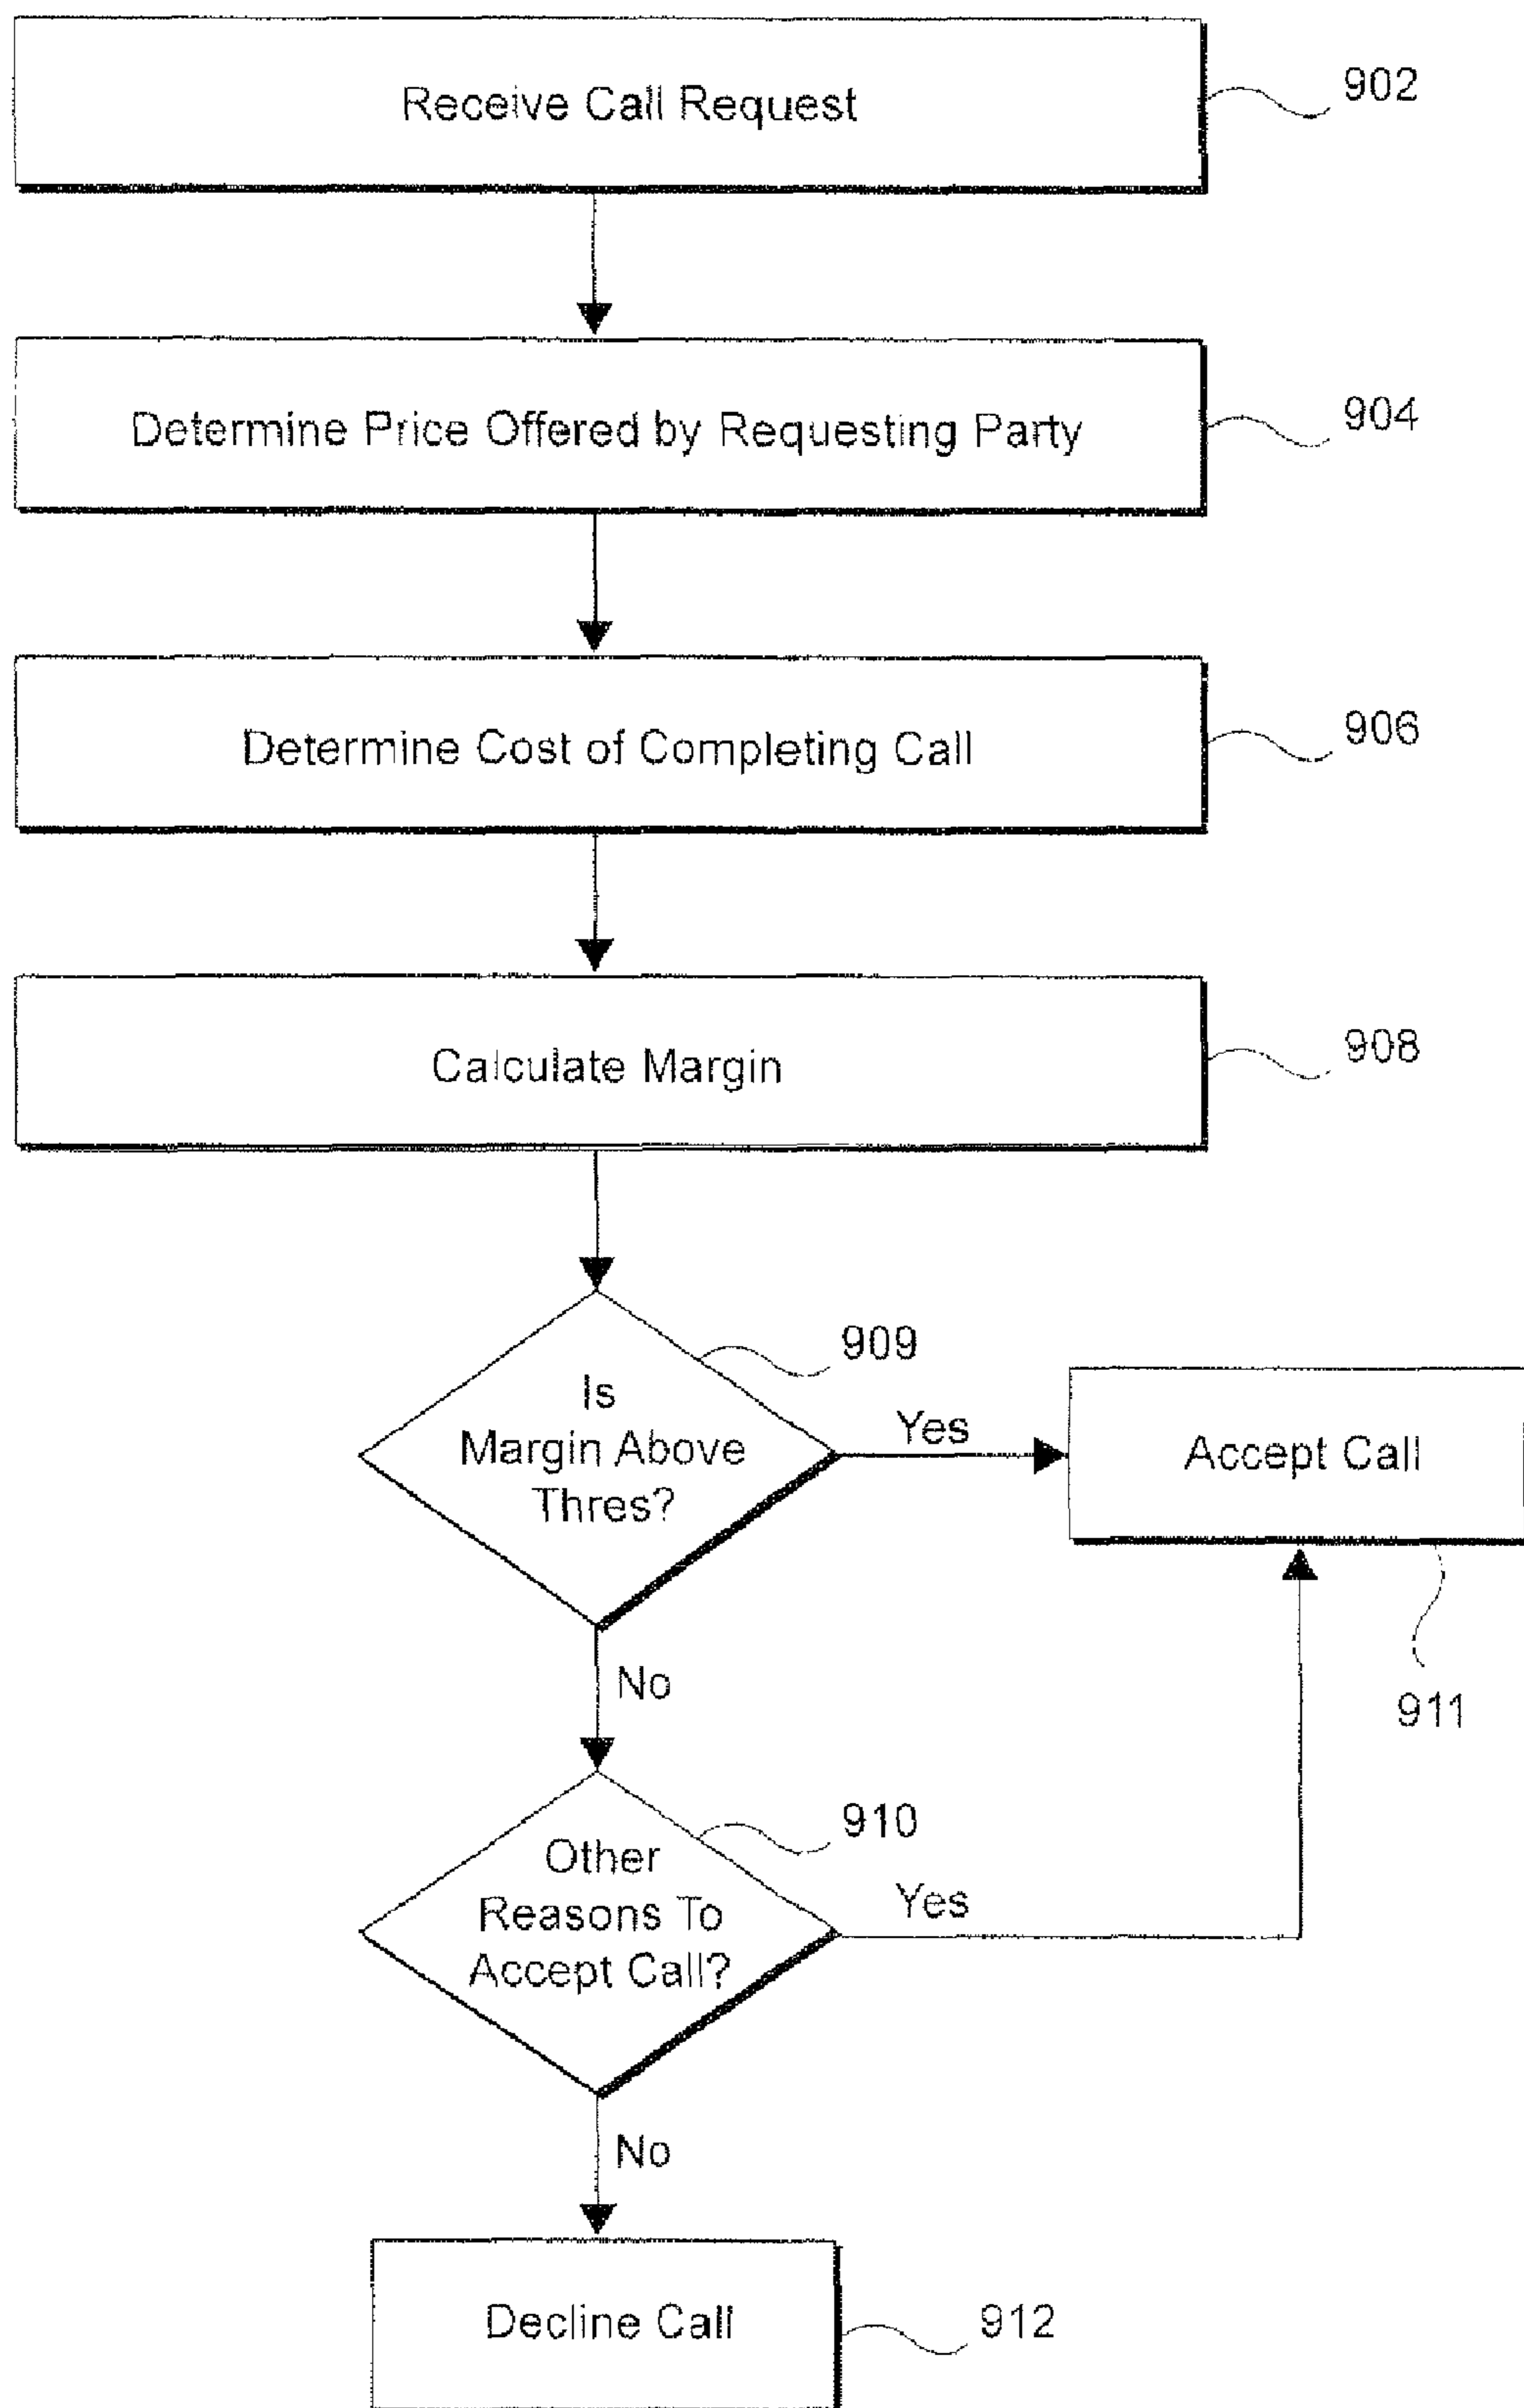 Receive Call Request
902
Determine Price Offered by Requesting Party
904
Determine Cost of Completing Call
906
Calculate Margin
908
909
Is
Margin Above
Thres?
Yes
Accept Call
911
No
910
Other
Reasons To
Accept Call?
Yes
No
Decline Call
912